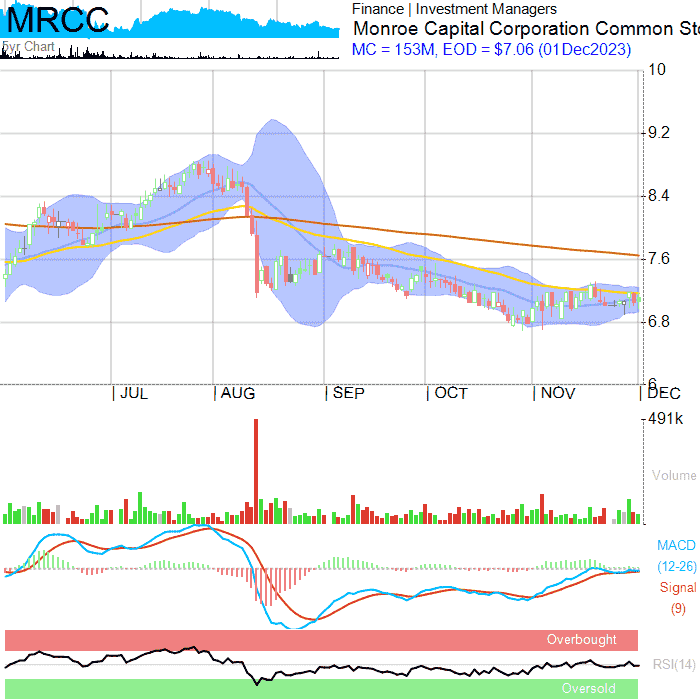 MRCC
5yr Chart
Finance | Investment Managers
Monroe Capital Corporation Common Sto
MC = 153M, EOD = $7.06 (01Dec2023)
10
9.2
8.4
7.6
6.8
6
JUL
AUG
SEP
OCT
NOV
DEC
491k
Volume
MACD
(12-26)
Signal
(9)
Overbought
RSI(14)
Oversold